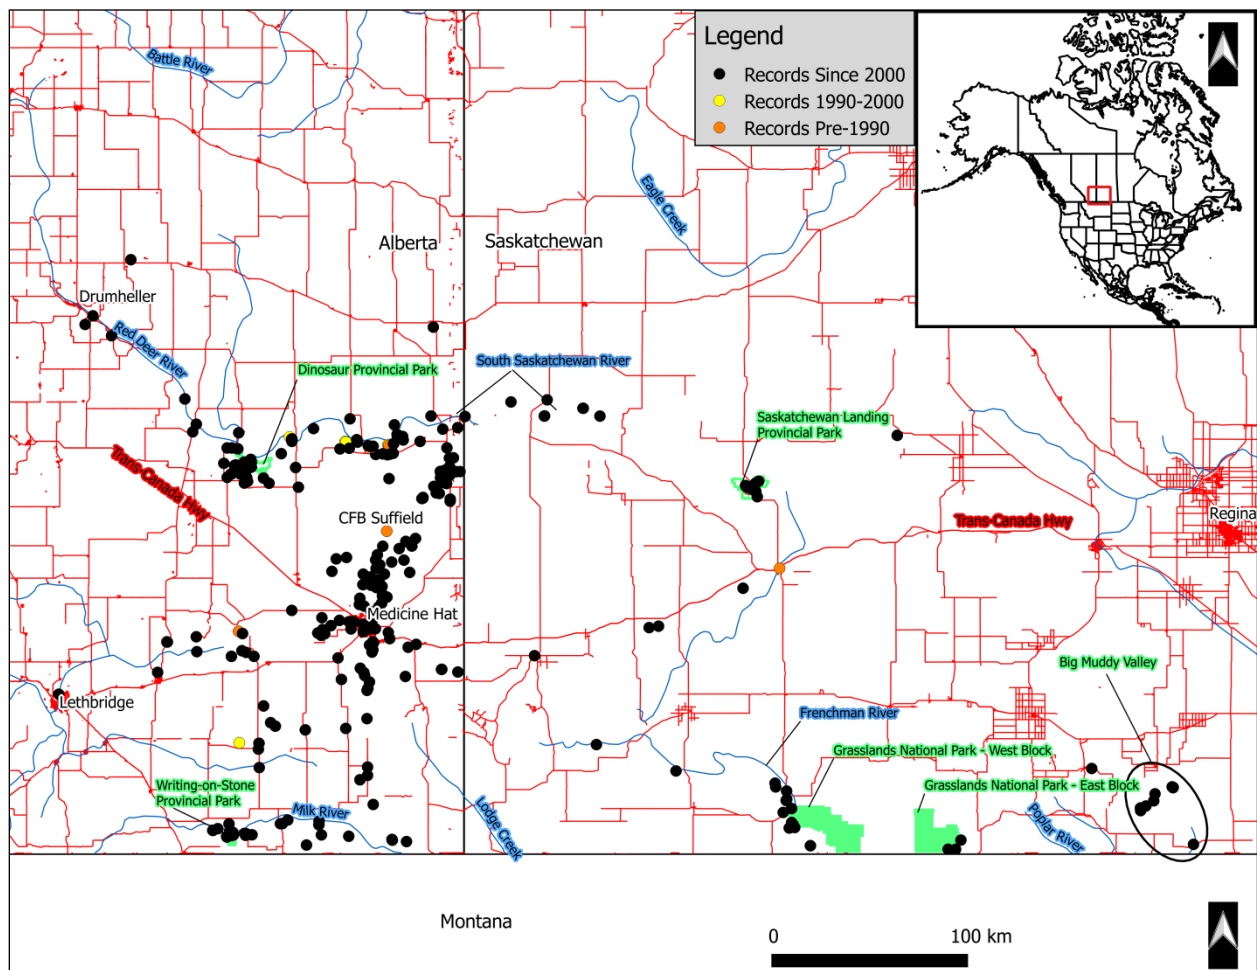 Legend
Records Since 2000
Records 1990-2000
Records Pre-1990
Battle River
Eagle Creek
Alberta
Saskatchewan
Drumheller
Red Deer River
South Saskatchewan River
Dinosaur Provincial Park
Saskatchewan Landing
Provincial Park
Trans-Canada Hwy
CFB Suffield
Trans-Canada Hwy
Regina
Medicine Hat
Big Muddy Valley
Lethbridge
Frenchman River
Grasslands National Park - West Block
Writing-on-Stone
Provincial Park
Grasslands National Park - East Block
Milk River
Lodge Creek
Poplar River
Montana
0
100 km